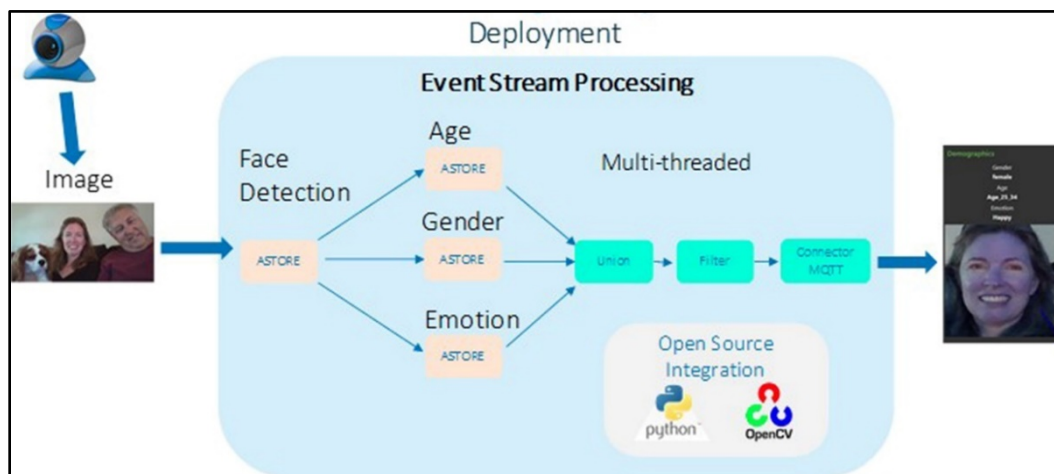 Deployment
Event Stream Processing
Image
Face
Detection
ASTORE
Age
ASTORE
Gender
ASTORE
Emotion
ASTORE
Multi-threaded
Union
Filter
Connector
MQTT
Open Source
Integration
python
OpenCV
Demographics
Gender
female
Age
Age_25_34
Emotion
Happy